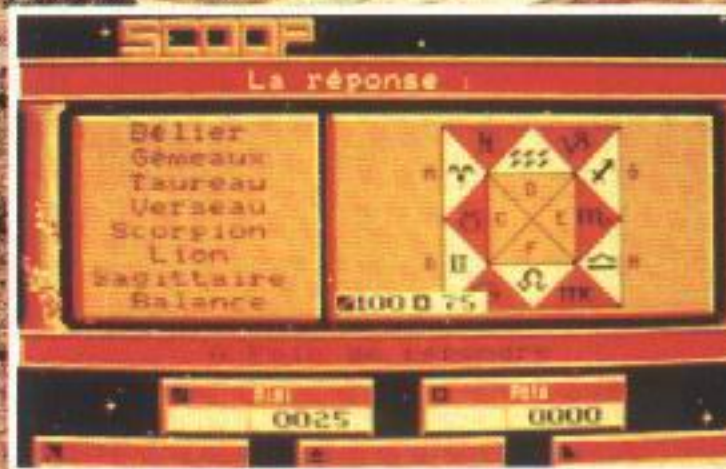 SCOOP
La réponse :
Bélier
Gémeaux
Taureau
Verseau
Scorpion
Lion
Sagittaire
Balance
D
C E
F
100 75
0025 0000